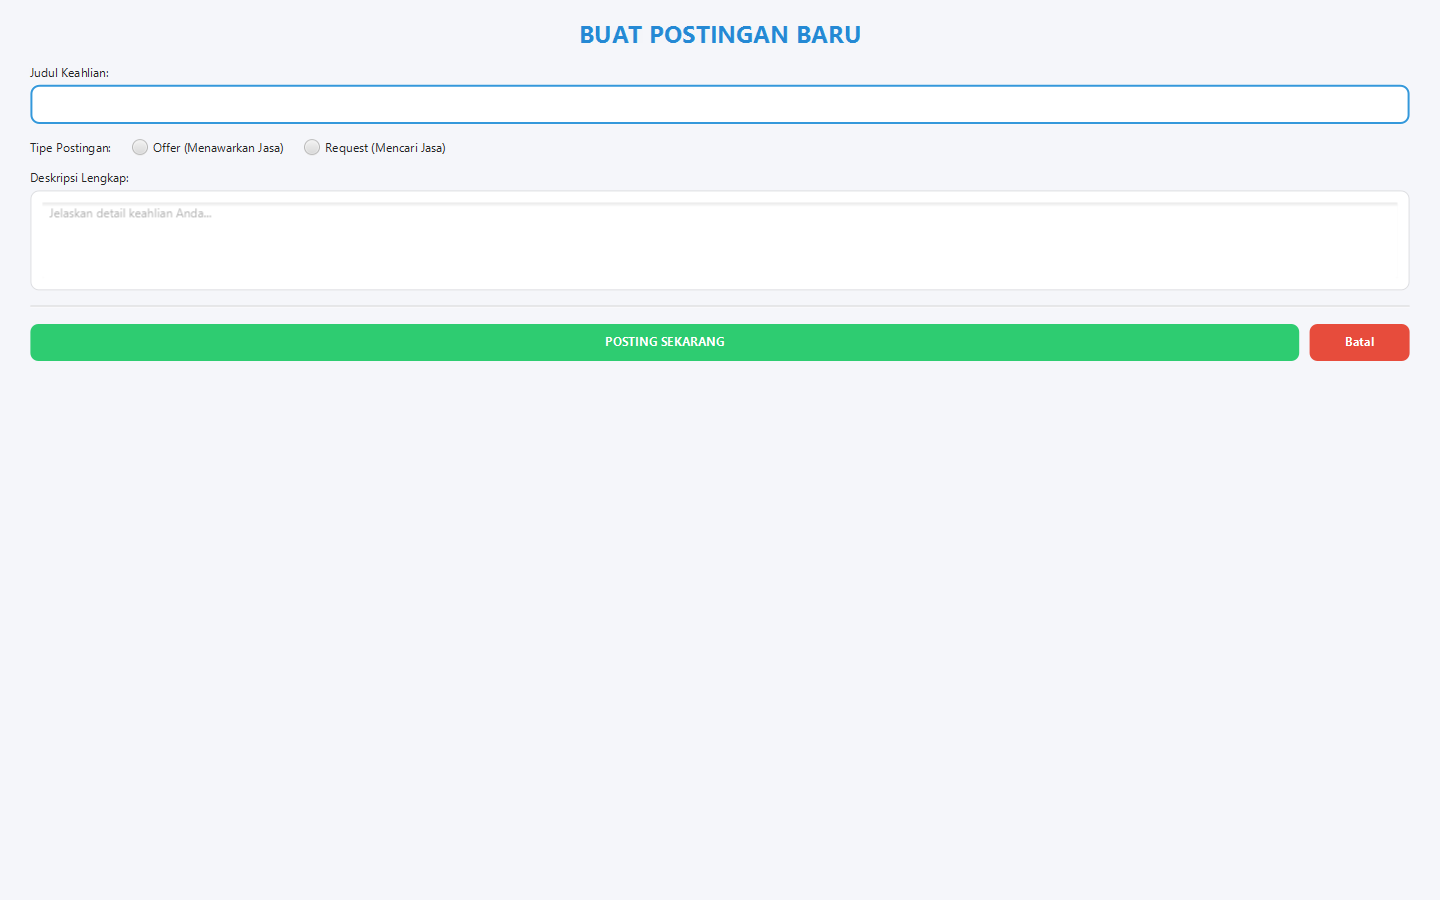 BUAT POSTINGAN BARU
Judul Keahlian:
Tipe Postingan: Offer (Menawarkan Jasa) Request (Mencari Jasa)
Deskripsi Lengkap:
Jelaskan detail keahlian Anda...
POSTING SEKARANG Batal